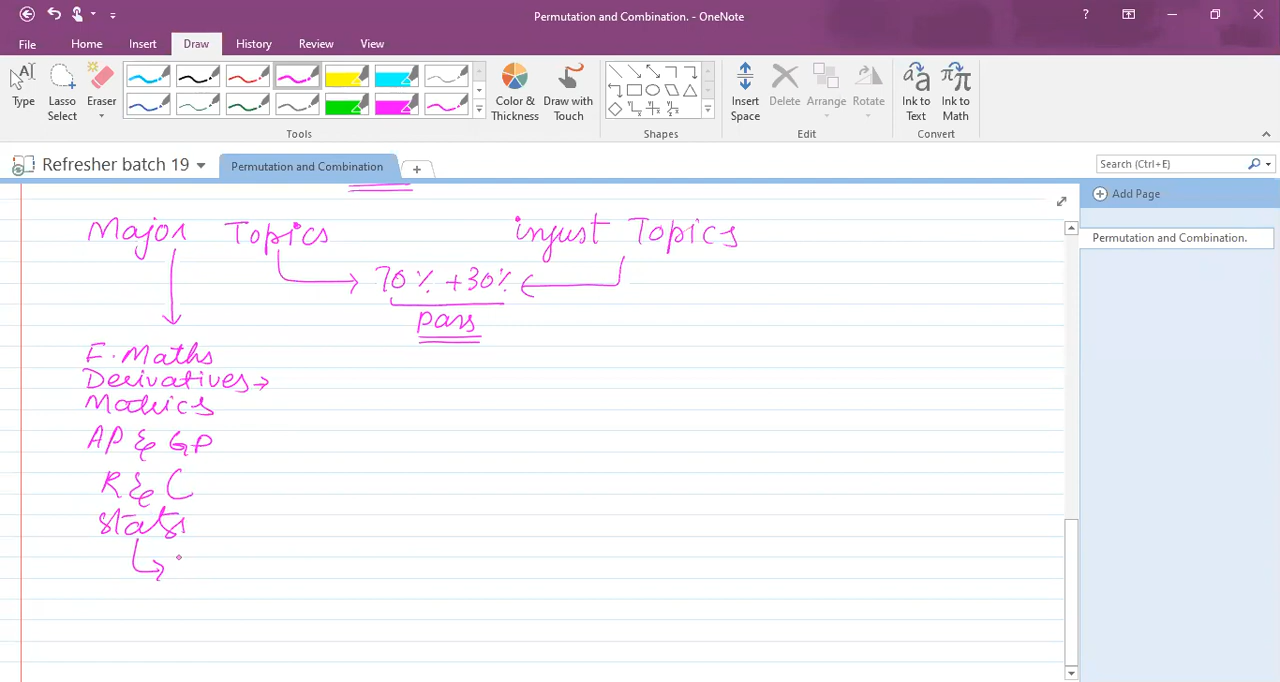 Permutation and Combination. - OneNote
?
File Home Insert Draw History Review View
Type Lasso Select Eraser Color & Thickness Draw with Touch Insert Space Delete Arrange Rotate Ink to Text Ink to Math
Tools Shapes Edit Convert
Refresher batch 19 Permutation and Combination Search (Ctrl+E)
Add Page
Permutation and Combination.
Major Topics injust Topics
70% + 30%
pass
F. Maths
Derivatives →
Matrics
AP & GP
R & C
Stats